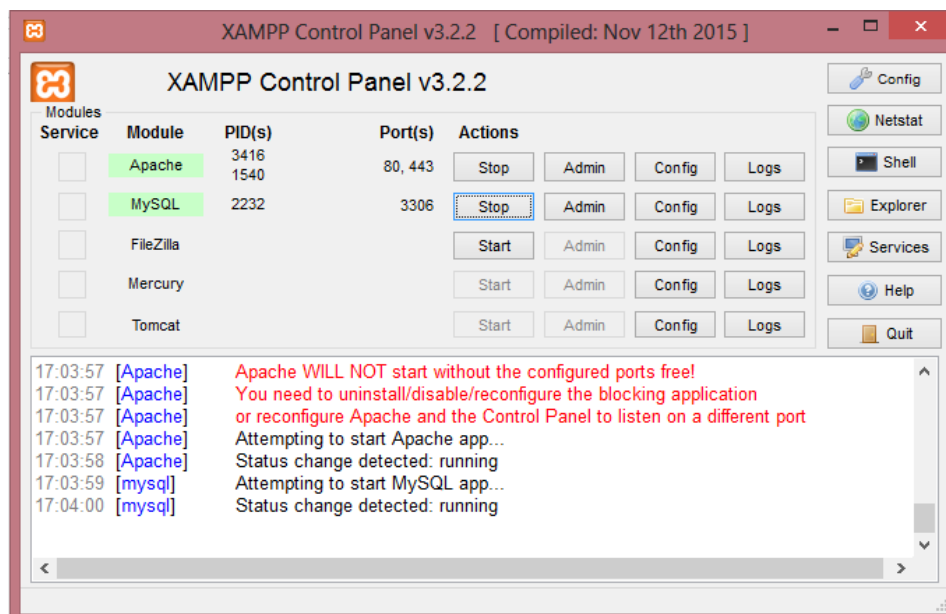 XAMPP Control Panel v3.2.2 [ Compiled: Nov 12th 2015 ]
XAMPP Control Panel v3.2.2
Config
Modules
Service Module PID(s) Port(s) Actions
Netstat
Apache 3416 1540 80, 443 Stop Admin Config Logs
Shell
MySQL 2232 3306 Stop Admin Config Logs
Explorer
FileZilla Start Admin Config Logs
Services
Mercury Start Admin Config Logs
Help
Tomcat Start Admin Config Logs
Quit
17:03:57 [Apache] Apache WILL NOT start without the configured ports free!
17:03:57 [Apache] You need to uninstall/disable/reconfigure the blocking application
17:03:57 [Apache] or reconfigure Apache and the Control Panel to listen on a different port
17:03:57 [Apache] Attempting to start Apache app...
17:03:58 [Apache] Status change detected: running
17:03:59 [mysql] Attempting to start MySQL app...
17:04:00 [mysql] Status change detected: running